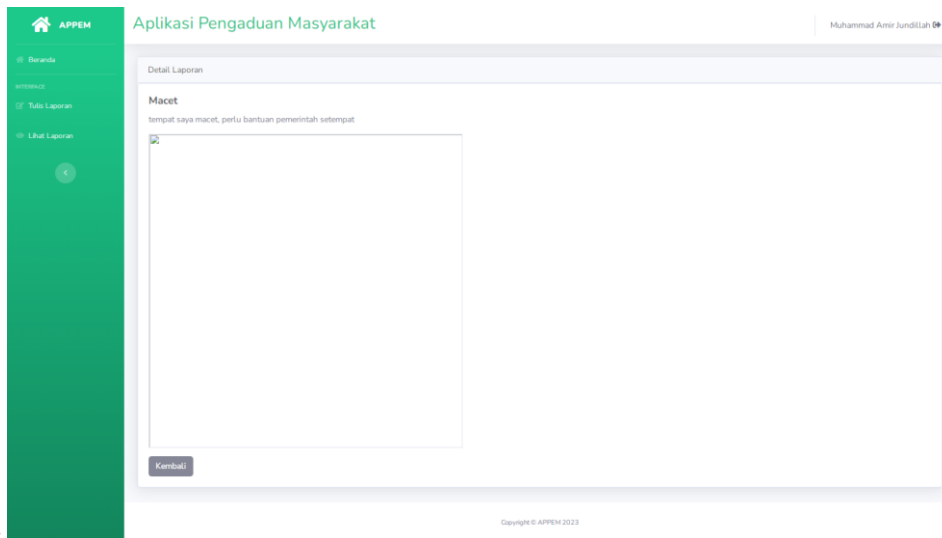 APPEM
Aplikasi Pengaduan Masyarakat
Muhammad Amir Jundillah
Beranda
INTERFACE
Tulis Laporan
Lihat Laporan
Detail Laporan
Macet
tempat saya macet, perlu bantuan pemerintah setempat
Kembali
Copyright © APPEM 2023